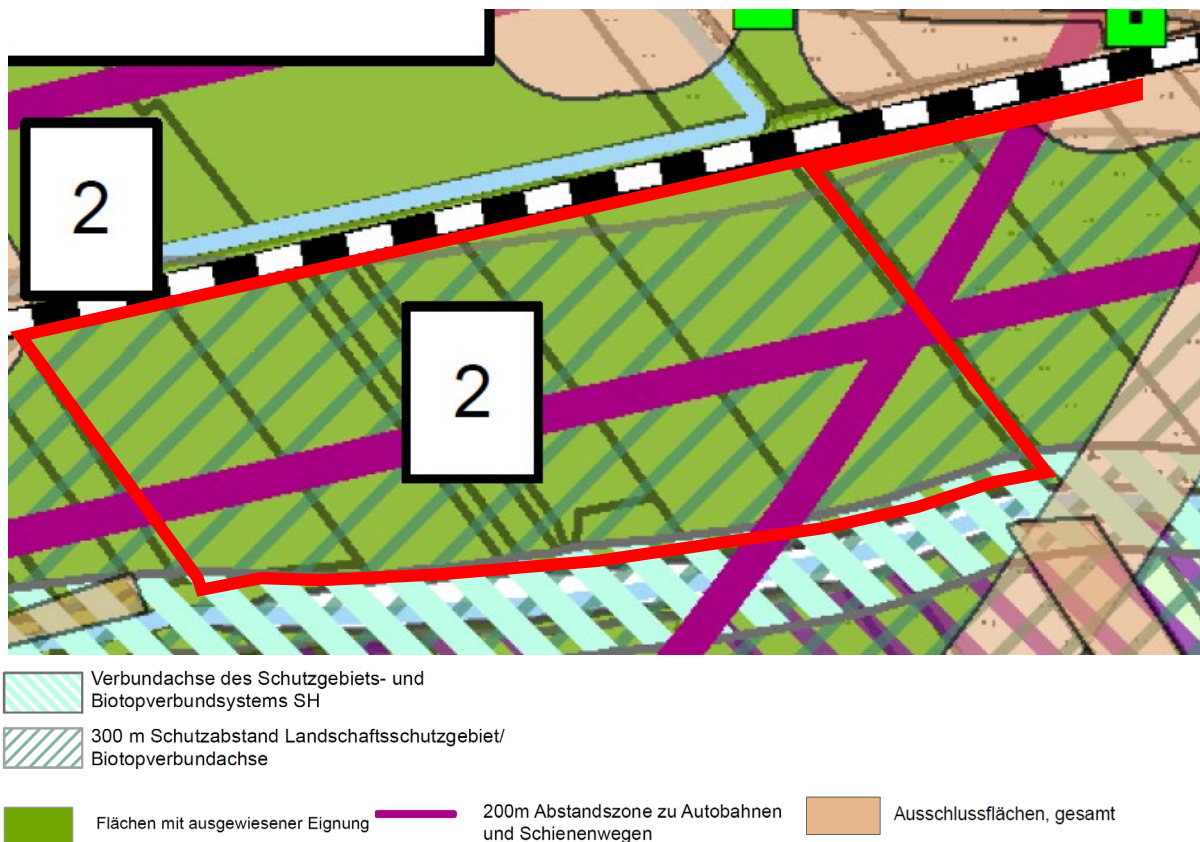 2
2
Verbundachse des Schutzgebiets- und
Biotopverbundsystems SH
300 m Schutzabstand Landschaftsschutzgebiet/
Biotopverbundachse
Flächen mit ausgewiesener Eignung
200m Abstandszone zu Autobahnen
und Schienenwegen
Ausschlussflächen, gesamt